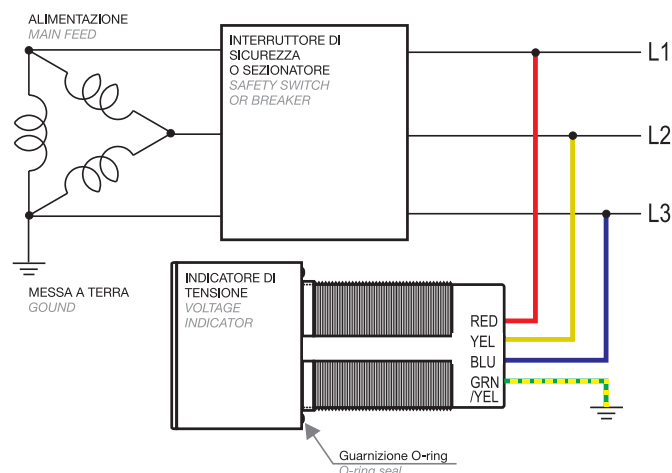 ALIMENTAZIONE
MAIN FEED
INTERRUTTORE DI
SICUREZZA
O SEZIONATORE
SAFETY SWITCH
OR BREAKER
L1
L2
L3
MESSA A TERRA
GOUND
INDICATORE DI
TENSIONE
VOLTAGE
INDICATOR
RED
YEL
BLU
GRN
/YEL
Guarnizione O-ring
O-ring seal